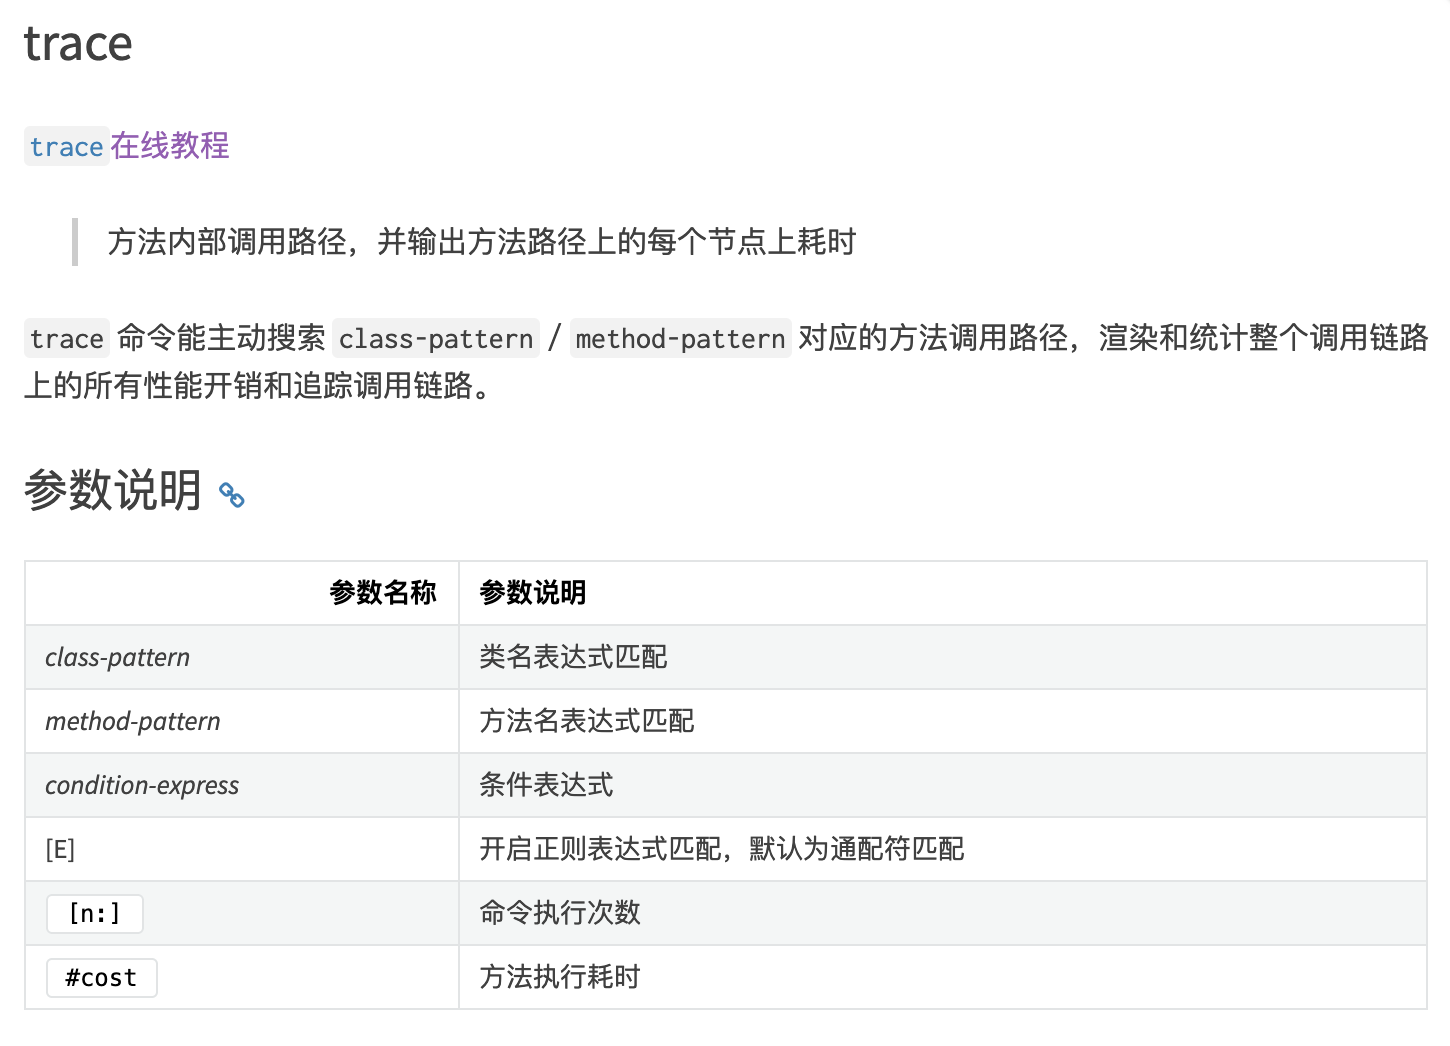 trace
trace在线教程
方法内部调用路径，并输出方法路径上的每个节点上耗时
trace 命令能主动搜索 class-pattern / method-pattern 对应的方法调用路径，渲染和统计整个调用链路
上的所有性能开销和追踪调用链路。
参数说明
参数名称 参数说明
class-pattern 类名表达式匹配
method-pattern 方法名表达式匹配
condition-express 条件表达式
[E] 开启正则表达式匹配，默认为通配符匹配
[n:] 命令执行次数
#cost 方法执行耗时